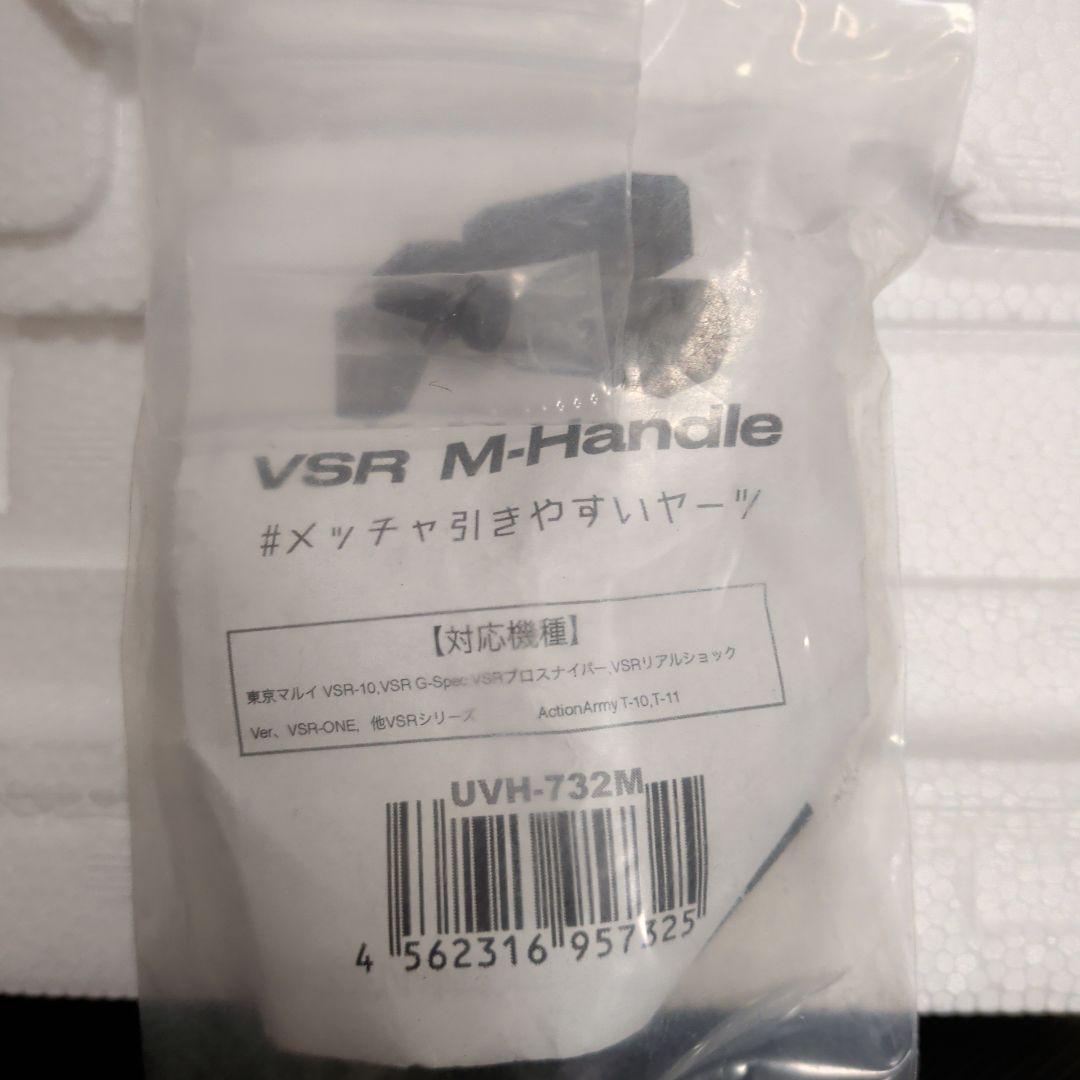 VSR M-Handle
#メッチャ引きやすいヤーツ
【対応機種】
東京マルイ VSR-10,VSR G-Spec,VSRプロスナイパー,VSRリアルショック
Ver、VSR-ONE, 他VSRシリーズ ActionArmy T-10,T-11
UVH-732M
4 562316 957325